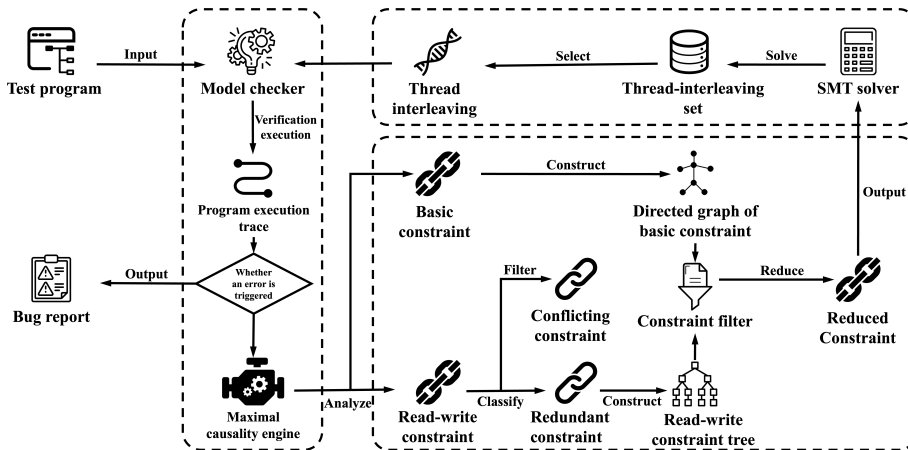 Input
Test program
Model checker
Select
Thread
interleaving
Thread-interleaving
set
Solve
SMT solver
Verification
execution
Program execution
trace
Whether
an error is
triggered
Output
Bug report
Maximal
causality engine
Analyze
Basic
constraint
Construct
Directed graph of
basic constraint
Filter
Conflicting
constraint
Constraint filter
Reduce
Reduced
Constraint
Output
Read-write
constraint
Classify
Redundant
constraint
Construct
Read-write
constraint tree